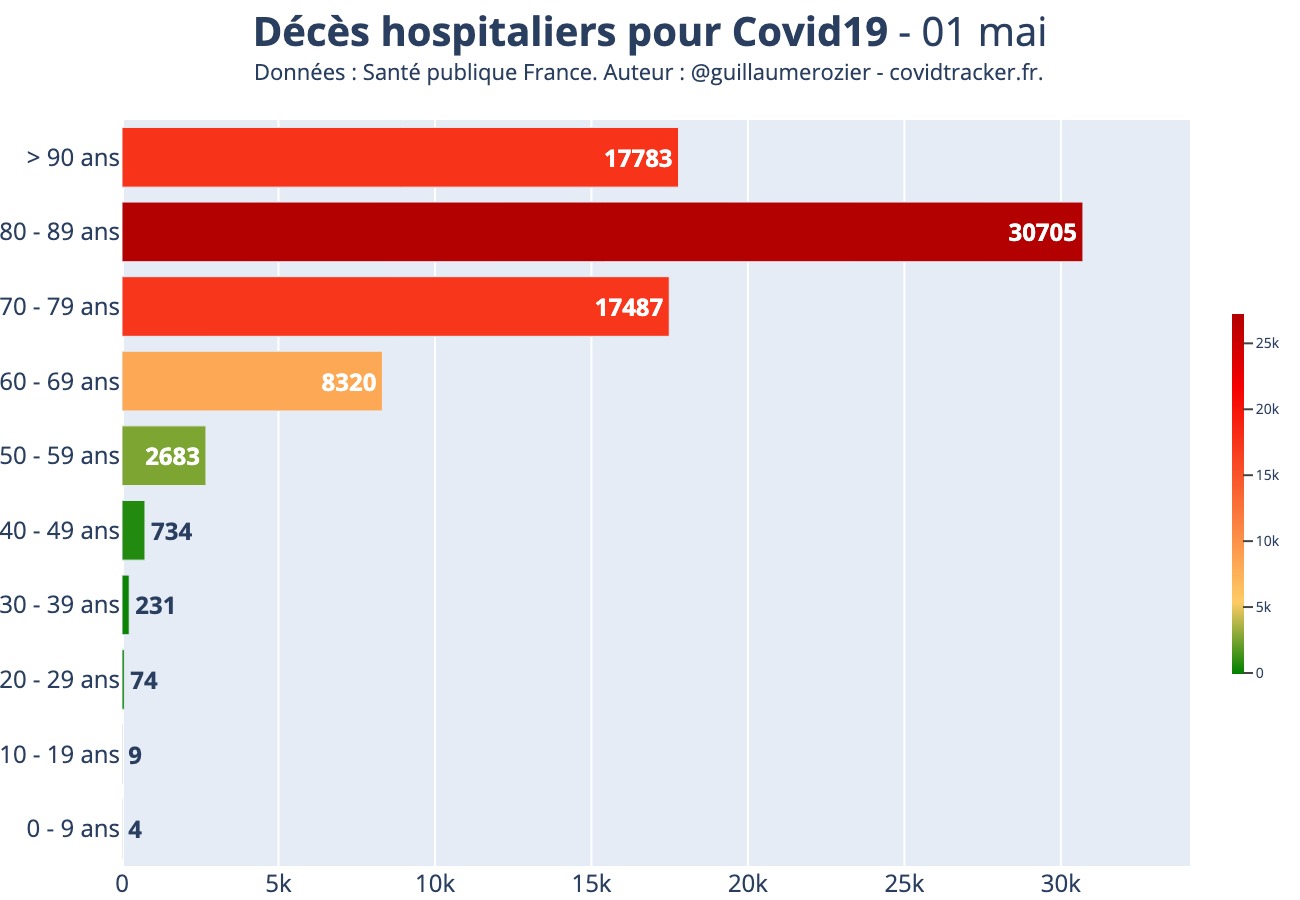 Décès hospitaliers pour Covid19 - 01 mai
Données : Santé publique France. Auteur : @guillaumerozier - covidtracker.fr.
> 90 ans 17783
80 - 89 ans 30705
70 - 79 ans 17487
60 - 69 ans 8320
50 - 59 ans 2683
40 - 49 ans 734
30 - 39 ans 231
20 - 29 ans 74
10 - 19 ans 9
0 - 9 ans 4
0 5k 10k 15k 20k 25k 30k
25k
20k
15k
10k
5k
0